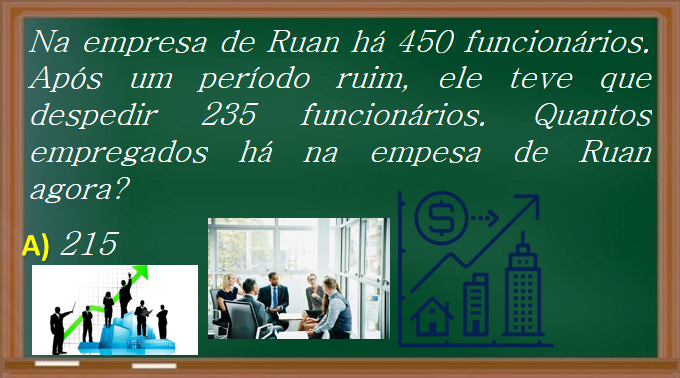 Na empresa de Ruan há 450 funcionários.
Após um período ruim, ele teve que
despedir 235 funcionários. Quantos
empregados há na empesa de Ruan
agora?
A) 215
$